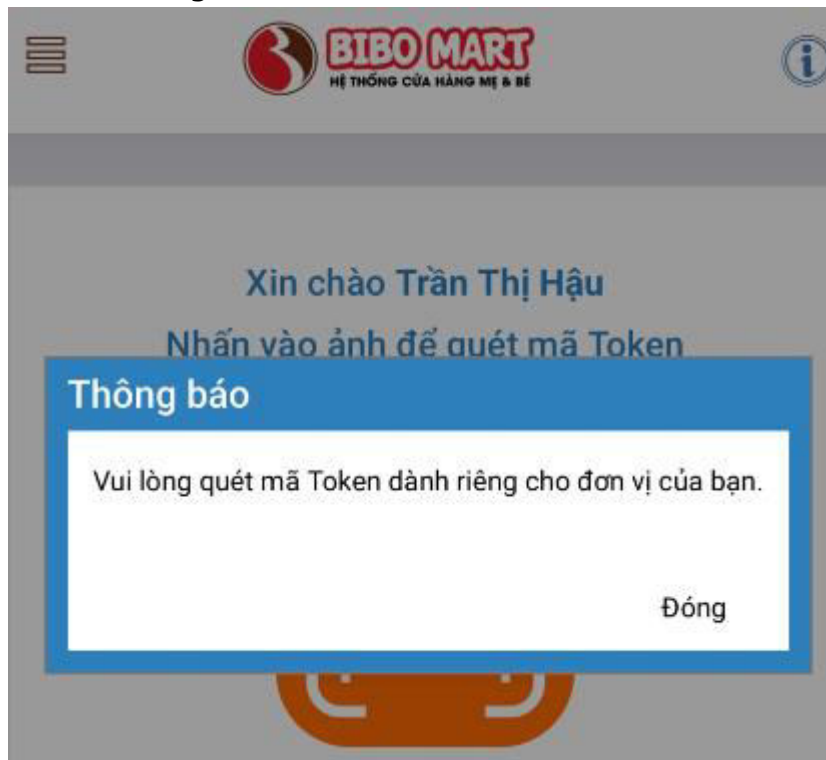 BIBO MART
HỆ THỐNG CỬA HÀNG MẸ & BÉ
i
Xin chào Trần Thị Hậu
Nhấn vào ảnh để quét mã Token
Thông báo
Vui lòng quét mã Token dành riêng cho đơn vị của bạn.
Đóng